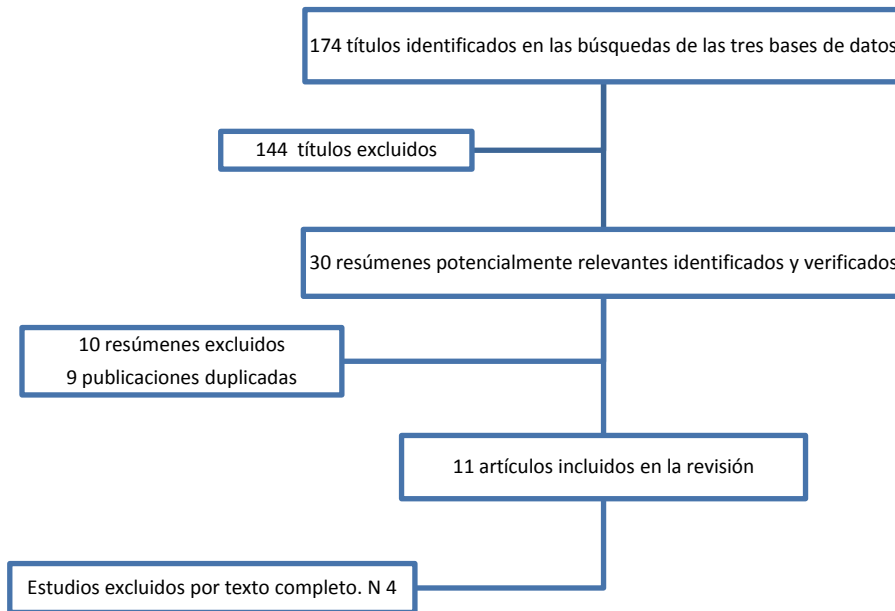 174 títulos identificados en las búsquedas de las tres bases de datos
144 títulos excluidos
30 resúmenes potencialmente relevantes identificados y verificados
10 resúmenes excluidos
9 publicaciones duplicadas
11 artículos incluidos en la revisión
Estudios excluidos por texto completo. N 4